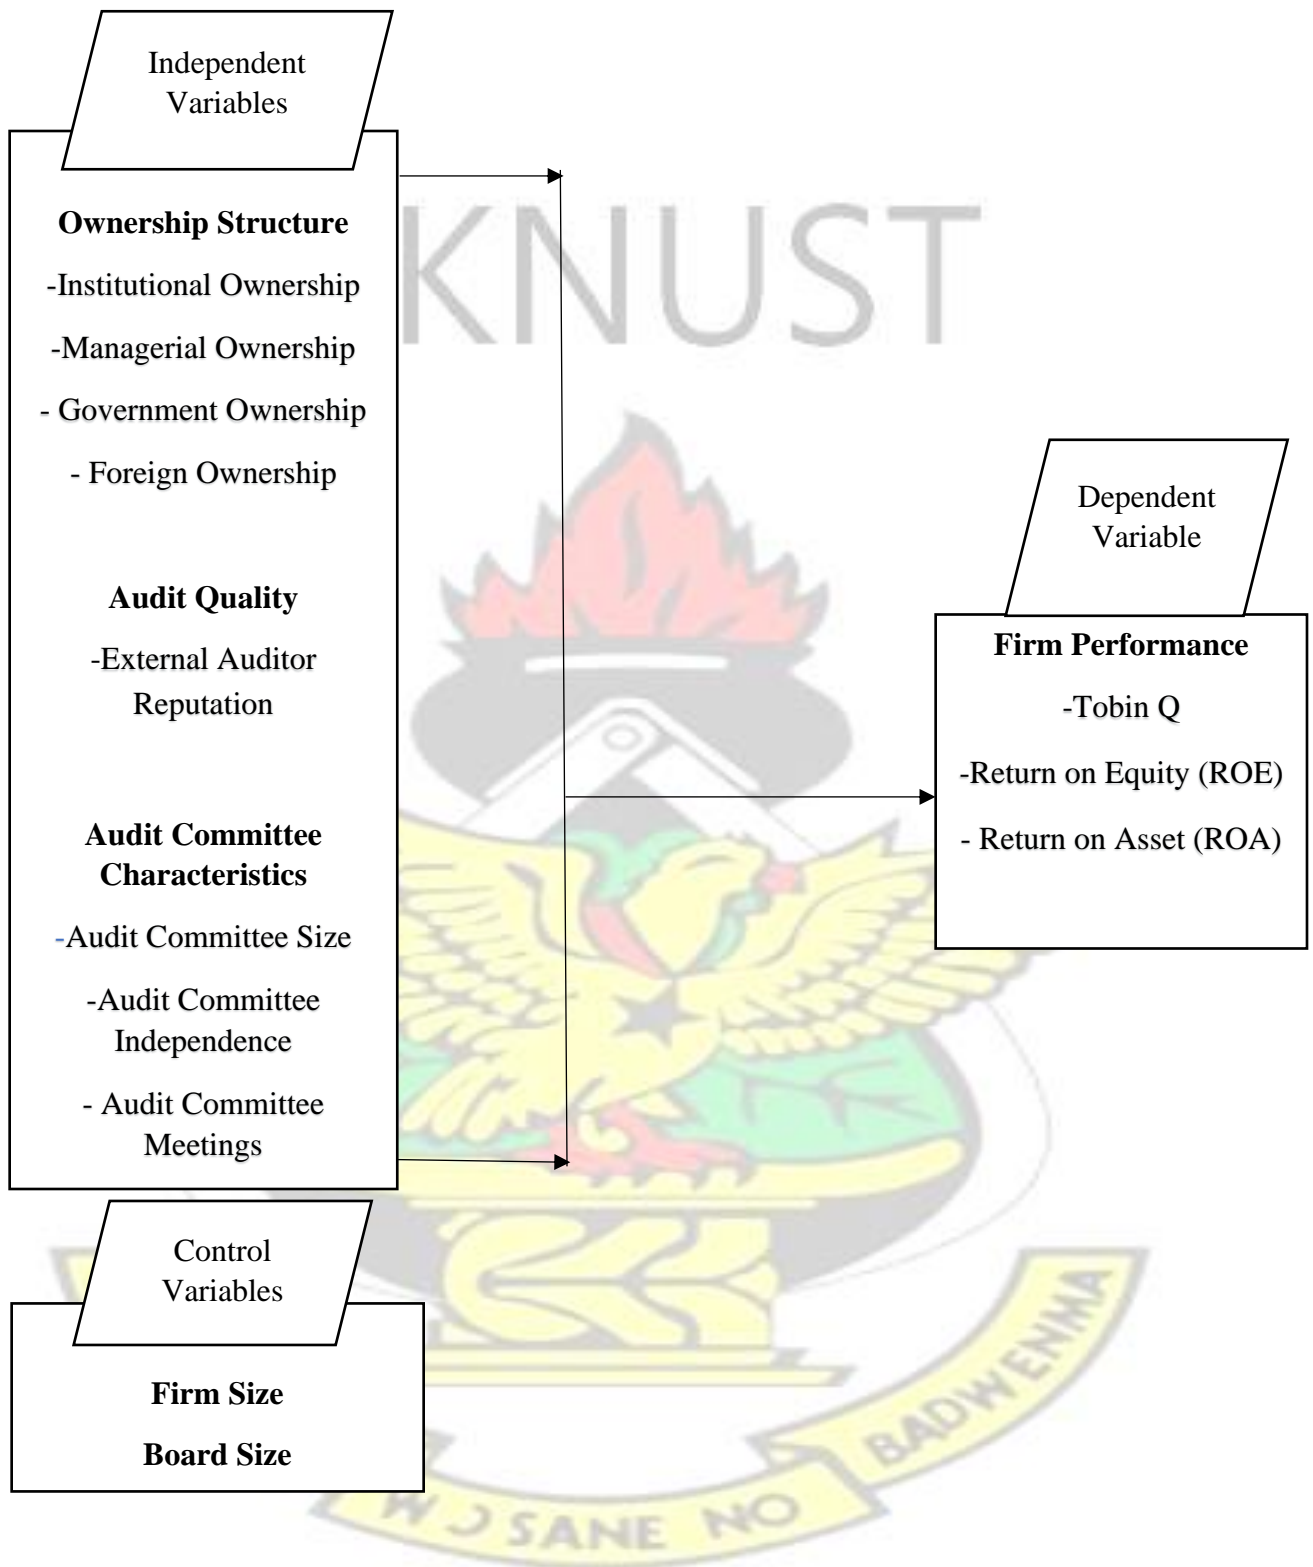 Independent
Variables
Ownership Structure
-Institutional Ownership
-Managerial Ownership
- Government Ownership
- Foreign Ownership
Audit Quality
-External Auditor
Reputation
Audit Committee
Characteristics
-Audit Committee Size
-Audit Committee
Independence
- Audit Committee
Meetings
Control
Variables
Firm Size
Board Size
Dependent
Variable
Firm Performance
-Tobin Q
-Return on Equity (ROE)
- Return on Asset (ROA)
KNUST
W Ɔ SANE NO
BADWENMA